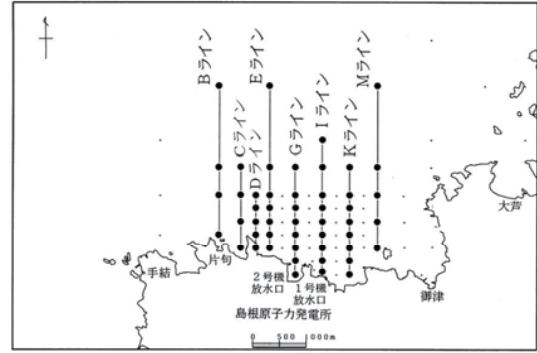 Bライン
Cライン
Dライン
Eライン
Gライン
Iライン
Kライン
Mライン
大芦
手結
片句
2号機
放水口
1号機
放水口
御津
島根原子力発電所
0 500 1000m